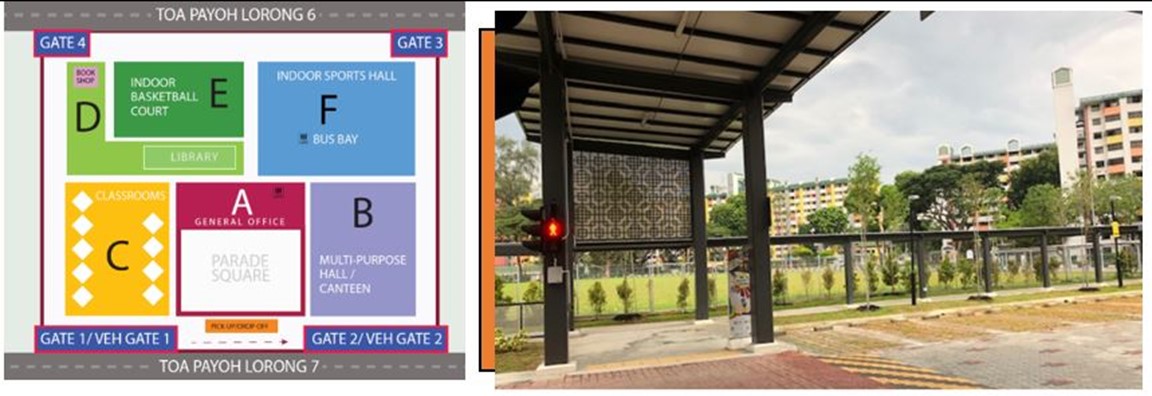 TOA PAYOH LORONG 6
GATE 4
GATE 3
BOOK
SHOP
D
INDOOR
BASKETBALL
COURT
E
LIBRARY
INDOOR SPORTS HALL
F
BUS BAY
CLASSROOMS
C
A
GENERAL OFFICE
PARADE
SQUARE
B
MULTI-PURPOSE
HALL /
CANTEEN
PICK UP/DROP OFF
GATE 1/ VEH GATE 1
GATE 2/ VEH GATE 2
TOA PAYOH LORONG 7